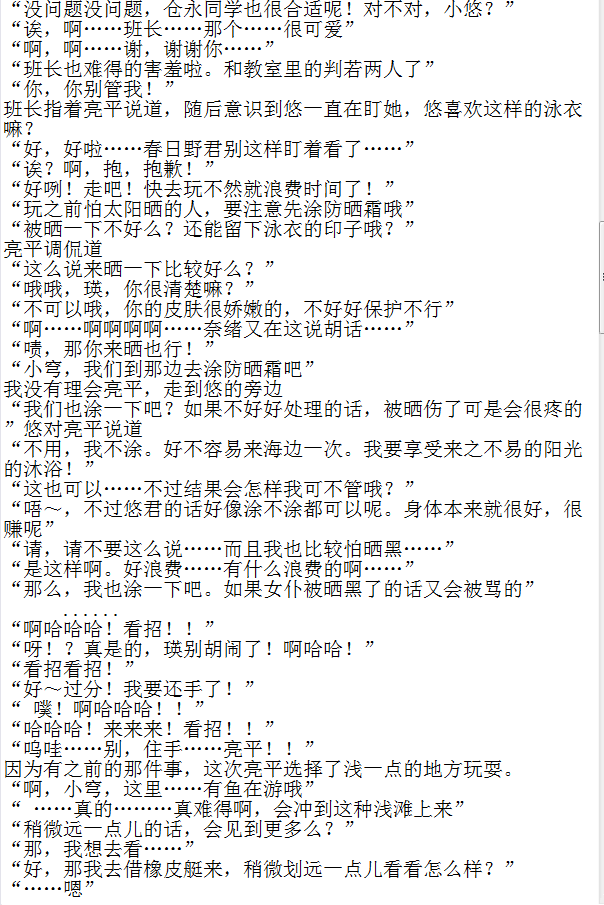 “没问题没问题，仓永同学也很合适呢！对不对，小悠？”
“诶，啊……班长……那个……很可爱”
“啊，啊……谢，谢谢你……”
“班长也难得的害羞啦。和教室里的判若两人了”
“你，你别管我！”
班长指着亮平说道，随后意识到悠一直在盯她，悠喜欢这样的泳衣
嘛？
“好，好啦……春日野君别这样盯着看了……”
“诶？啊，抱，抱歉！”
“好咧！走吧！快去玩不然就浪费时间了！”
“玩之前怕太阳晒的人，要注意先涂防晒霜哦”
“被晒一下不好么？还能留下泳衣的印子哦？”
亮平调侃道
“这么说来晒一下比较好么？”
“哦哦，瑛，你很清楚嘛？”
“不可以哦，你的皮肤很娇嫩的，不好好保护不行”
“啊……啊啊啊啊……奈绪又在这说胡话……”
“啧，那你来晒也行！”
“小穹，我们到那边去涂防晒霜吧”
我没有理会亮平，走到悠的旁边
“我们也涂一下吧？如果不好好处理的话，被晒伤了可是会很疼的
”悠对亮平说道
“不用，我不涂。好不容易来海边一次。我要享受来之不易的阳光
的沐浴！”
“这也可以……不过结果会怎样我可不管哦？”
“唔～，不过悠君的话好像涂不涂都可以呢。身体本来就很好，很
赚呢”
“请，请不要这么说……而且我也比较怕晒黑……”
“是这样啊。好浪费……有什么浪费的啊……”
“那么，我也涂一下吧。如果女仆被晒黑了的话又会被骂的”
......
“啊哈哈哈！看招！！”
“呀！？真是的，瑛别胡闹了！啊哈哈！”
“看招看招！”
“好～过分！我要还手了！”
“ 噗！啊哈哈哈！！”
“哈哈哈！来来来！看招！！”
“呜哇……别，住手……亮平！！”
因为有之前的那件事，这次亮平选择了浅一点的地方玩耍。
“啊，小穹，这里……有鱼在游哦”
“ ……真的………真难得啊，会冲到这种浅滩上来”
“稍微远一点儿的话，会见到更多么？”
“那，我想去看……”
“好，那我去借橡皮艇来，稍微划远一点儿看看怎么样？”
“……嗯”